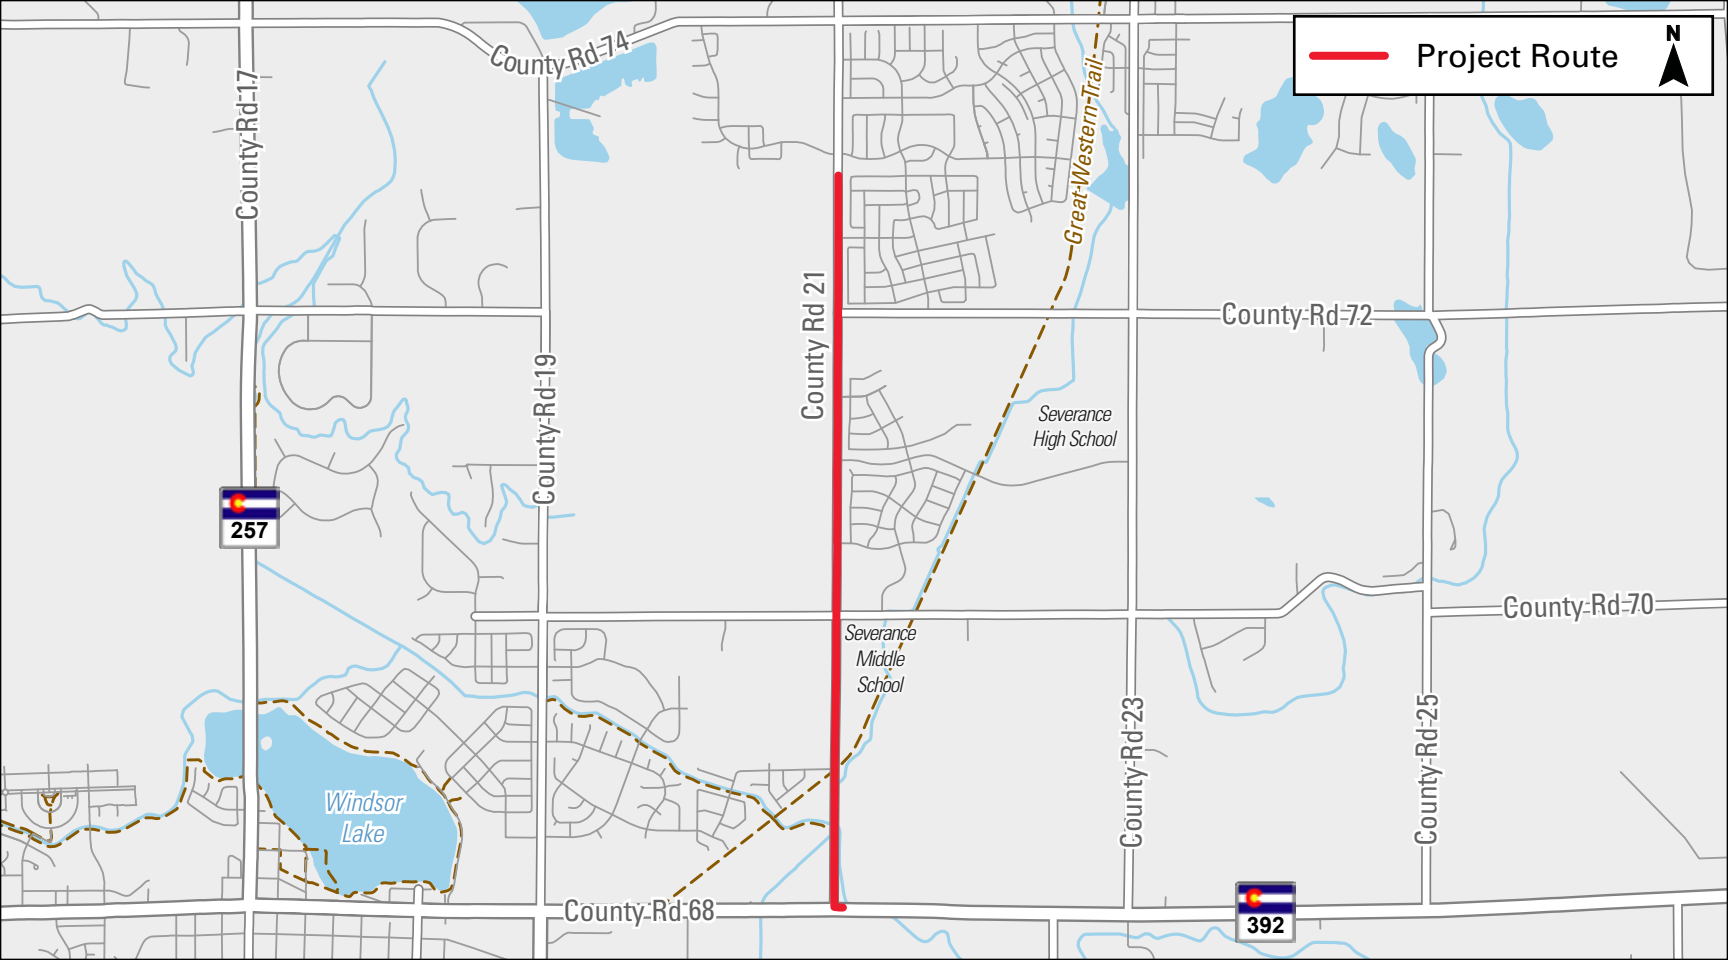 N
Project Route
County Rd 74
County Rd 17
Great Western Trail
County Rd 21
County Rd 72
County Rd 19
Severance
High School
257
County Rd 70
Severance
Middle
School
County Rd 23
County Rd 25
Windsor
Lake
County Rd 68
392